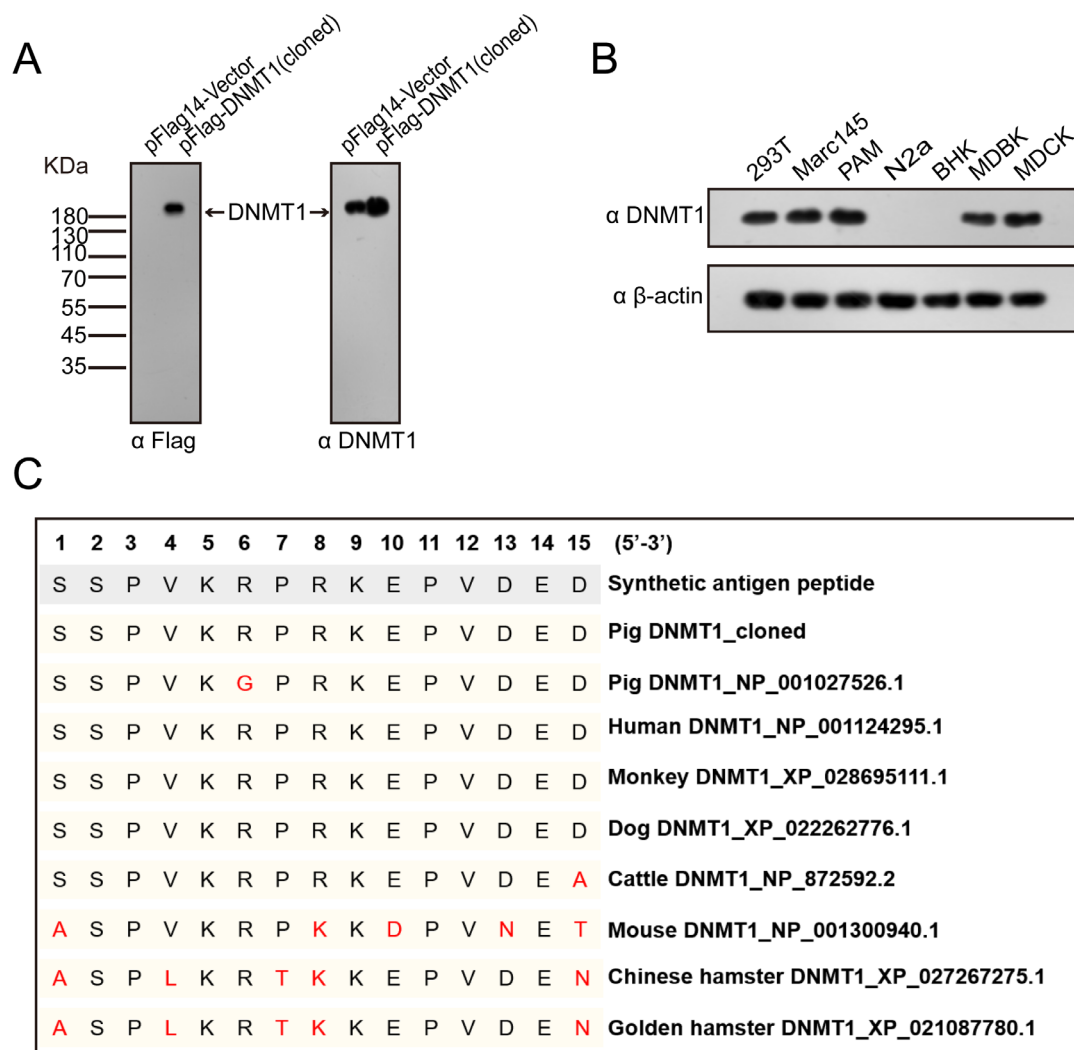 A
pFlag14-Vector
pFlag-DNMT1(cloned)
pFlag14-Vector
pFlag-DNMT1(cloned)
KDa
180
130
110
70
55
45
35
←DNMT1→
α Flag
α DNMT1
B
293T
Marc145
PAM
N2a
BHK
MDBK
MDCK
α DNMT1
α β-actin
C
1 2 3 4 5 6 7 8 9 10 11 12 13 14 15 (5'-3')
S S P V K R P R K E P V D E D Synthetic antigen peptide
S S P V K R P R K E P V D E D Pig DNMT1_cloned
S S P V K G P R K E P V D E D Pig DNMT1_NP_001027526.1
S S P V K R P R K E P V D E D Human DNMT1_NP_001124295.1
S S P V K R P R K E P V D E D Monkey DNMT1_XP_028695111.1
S S P V K R P R K E P V D E D Dog DNMT1_XP_022262776.1
S S P V K R P R K E P V D E A Cattle DNMT1_NP_872592.2
A S P V K R P K K D P V N E T Mouse DNMT1_NP_001300940.1
A S P L K R T K K E P V D E N Chinese hamster DNMT1_XP_027267275.1
A S P L K R T K K E P V D E N Golden hamster DNMT1_XP_021087780.1